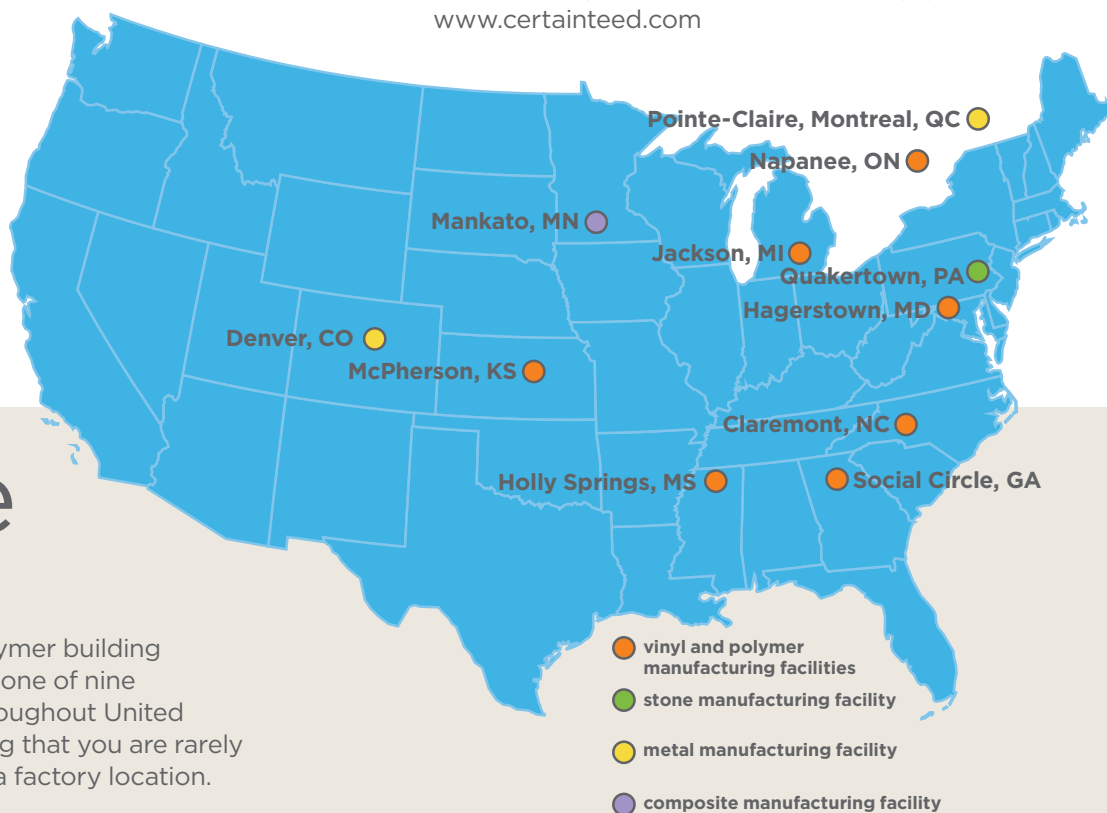 www.certainteed.com
Pointe-Claire, Montreal, QC
Napanee, ON
Mankato, MN
Jackson, MI
Quakertown, PA
Hagerstown, MD
Denver, CO
McPherson, KS
Claremont, NC
Holly Springs, MS
Social Circle, GA
e
ymer building
one of nine
roughout United
g that you are rarely
a factory location.
vinyl and polymer
manufacturing facilities
stone manufacturing facility
metal manufacturing facility
composite manufacturing facility